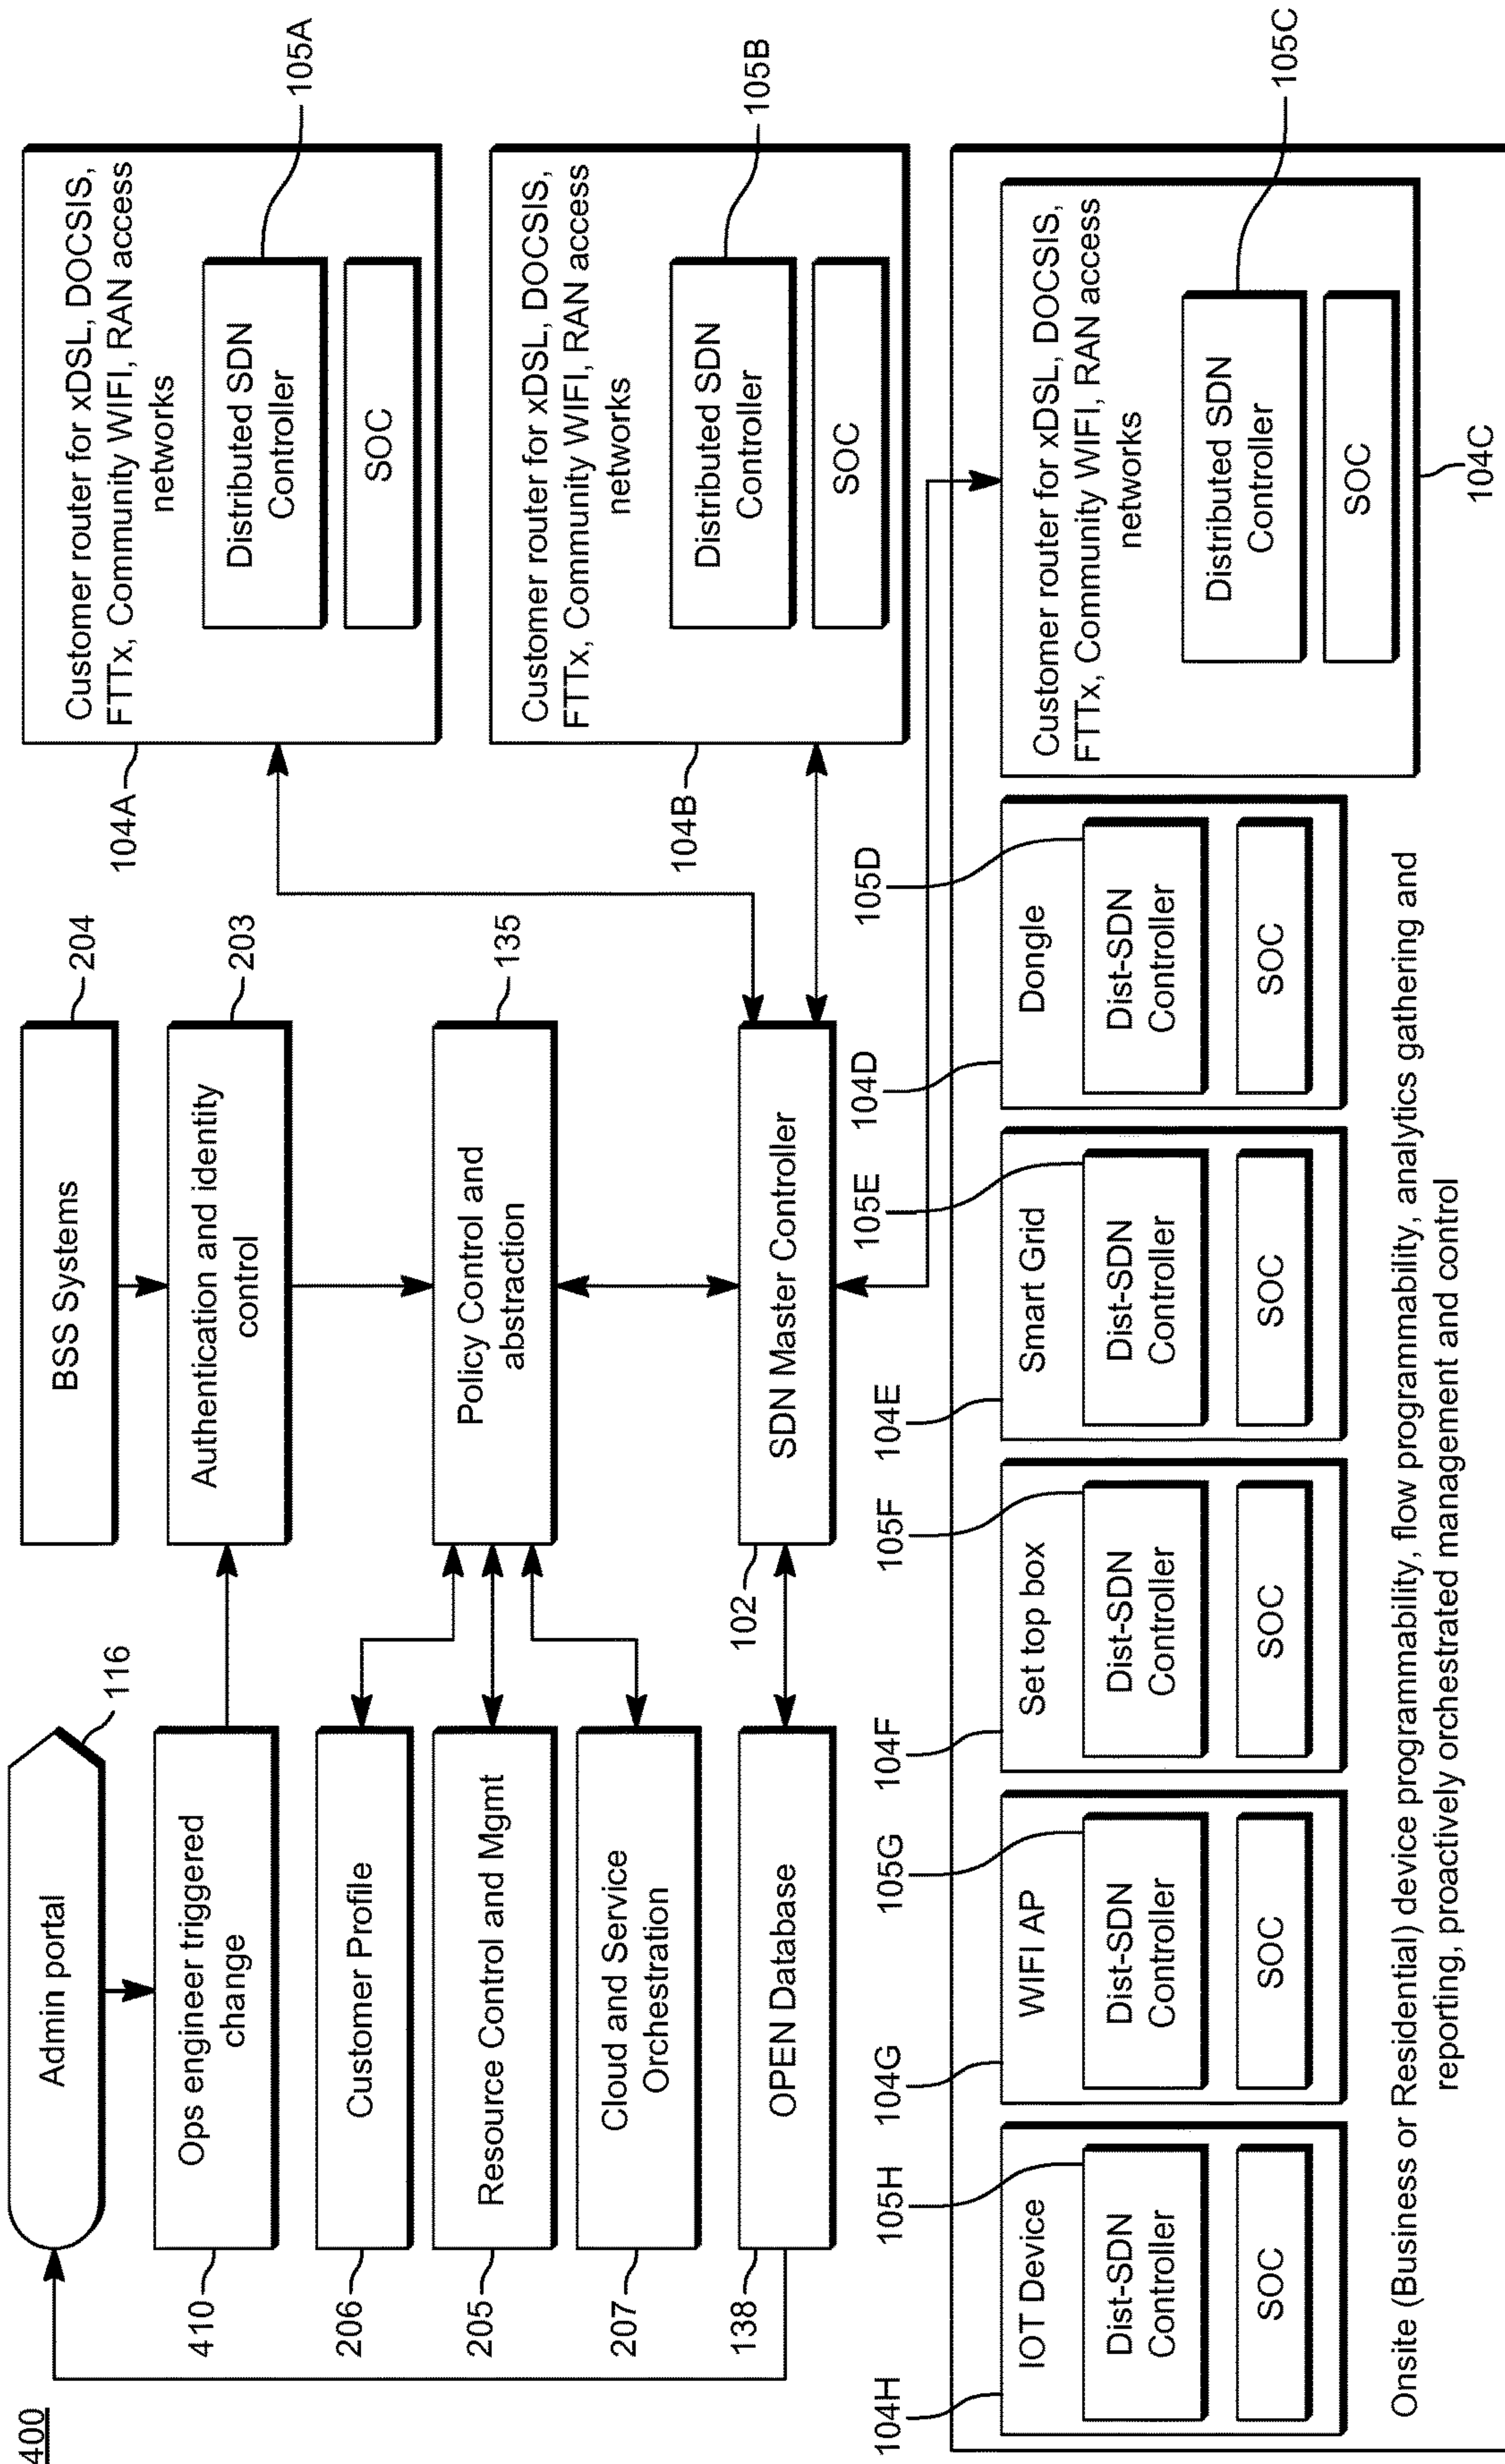 400
Admin portal
116
Ops engineer triggered
change
410
Customer Profile
206
Resource Control and Mgmt
205
Cloud and Service
Orchestration
207
OPEN Database
138
BSS Systems
204
Authentication and identity
control
203
Policy Control and
abstraction
135
SDN Master Controller
102
Customer router for xDSL, DOCSIS,
FTTx, Community WIFI, RAN access
networks
Distributed SDN
Controller
SOC
104A
105A
Customer router for xDSL, DOCSIS,
FTTx, Community WIFI, RAN access
networks
Distributed SDN
Controller
SOC
104B
105B
104H
105H
IOT Device
Dist-SDN
Controller
SOC
104G
105G
WIFI AP
Dist-SDN
Controller
SOC
104F
105F
Set top box
Dist-SDN
Controller
SOC
104E
105E
Smart Grid
Dist-SDN
Controller
SOC
104D
105D
Dongle
Dist-SDN
Controller
SOC
Customer router for xDSL, DOCSIS,
FTTx, Community WIFI, RAN access
networks
Distributed SDN
Controller
SOC
105C
104C
Onsite (Business or Residential) device programmability, flow programmability, analytics gathering and
reporting, proactively orchestrated management and control